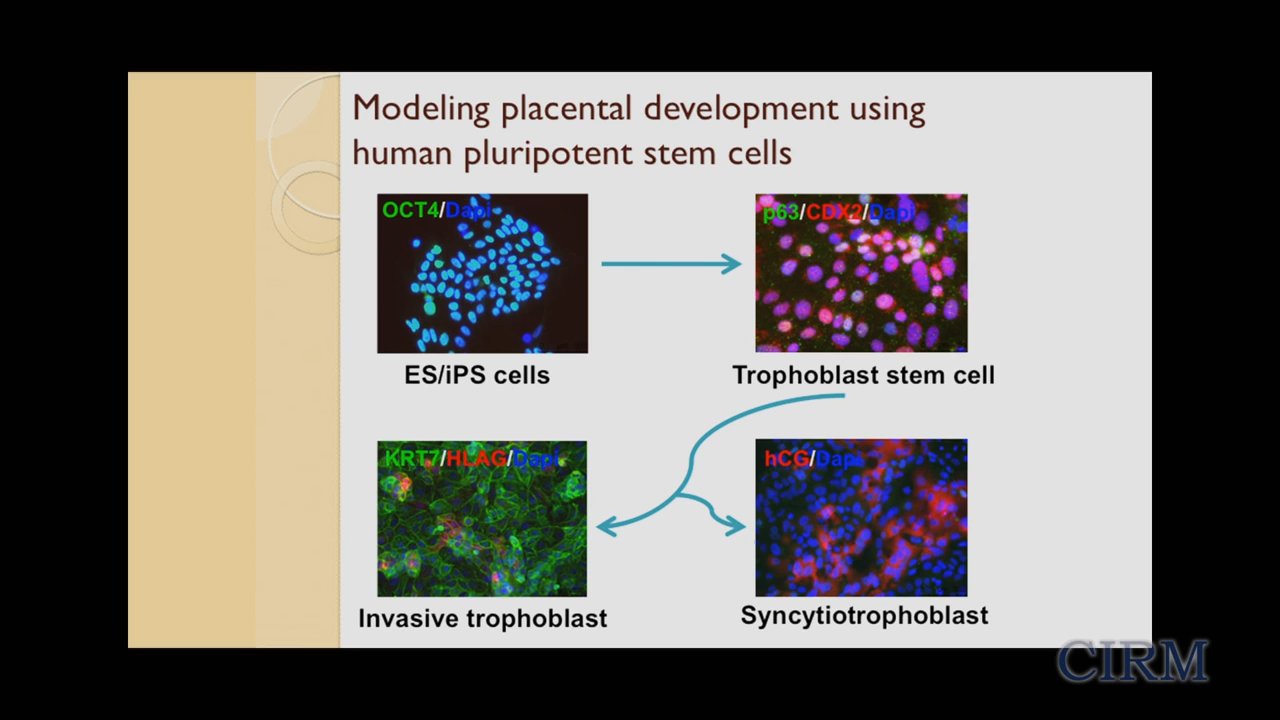 Modeling placental development using
human pluripotent stem cells
OCT4/Dapi
p63/CDX2/Dapi
ES/iPS cells
Trophoblast stem cell
KRT7/HLAG/Dapi
hCG/Dapi
Invasive trophoblast
Syncytiotrophoblast
CIRM